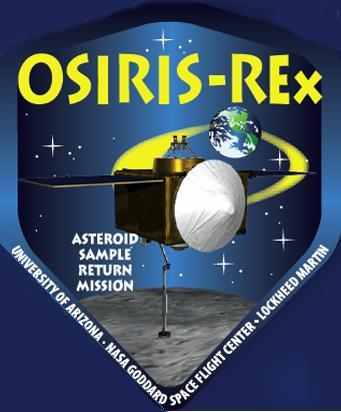 OSIRIS-REx
ASTEROID
SAMPLE
RETURN
MISSION
UNIVERSITY OF ARIZONA • NASA GODDARD SPACE FLIGHT CENTER • LOCKHEED MARTIN